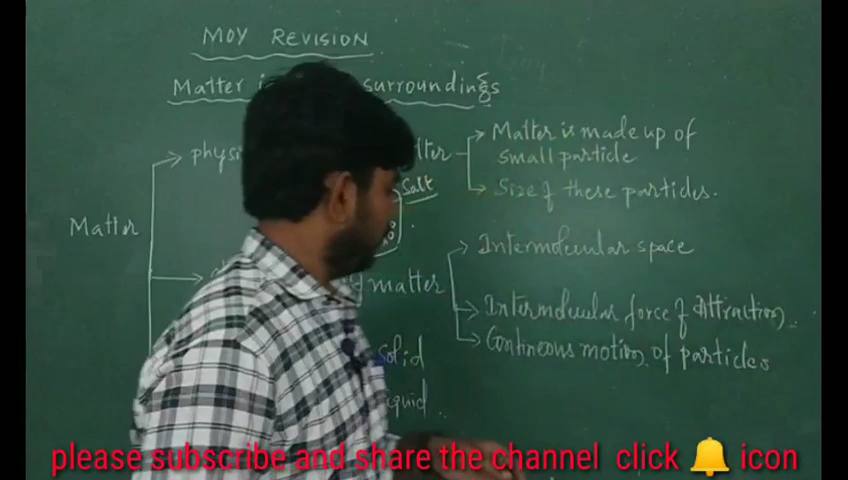 MOY REVISION
Matter surroundings
Matter is made up of
small particle
Size of these particles.
Salt
Matter
Intermolecular space
matter
Intermolecular force of Attraction
Contineous motion of particles
Solid
please subscribe and share the channel click 🔔 icon